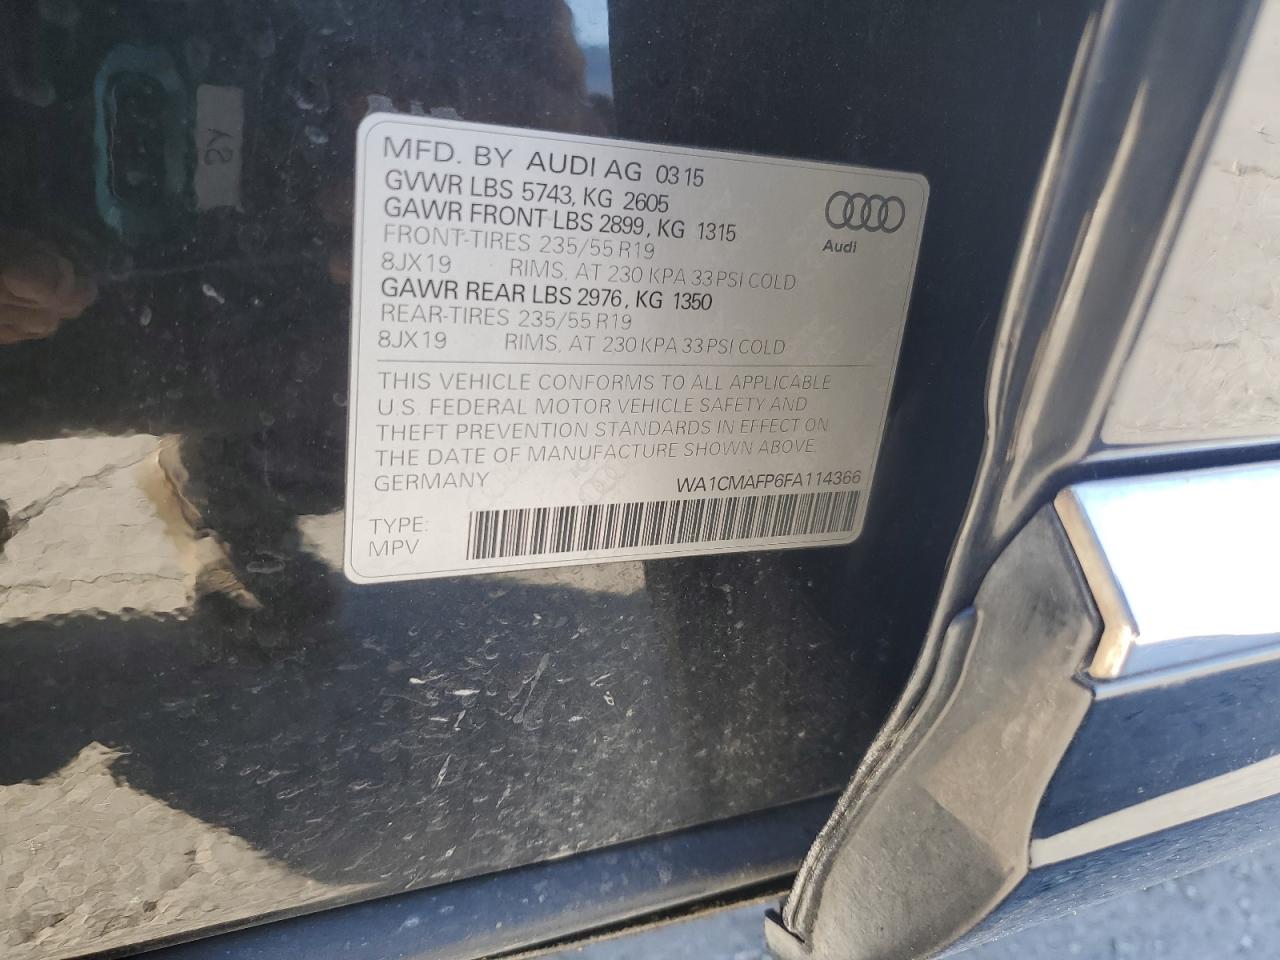 MFD. BY AUDI AG 03 15
GVWR LBS 5743, KG 2605
GAWR FRONT LBS 2899, KG 1315
FRONT-TIRES 235/55 R19
8JX19 RIMS, AT 230 KPA 33 PSI COLD
GAWR REAR LBS 2976, KG 1350
REAR-TIRES 235/55 R19
8JX19 RIMS, AT 230 KPA 33 PSI COLD
Audi
THIS VEHICLE CONFORMS TO ALL APPLICABLE
U.S. FEDERAL MOTOR VEHICLE SAFETY AND
THEFT PREVENTION STANDARDS IN EFFECT ON
THE DATE OF MANUFACTURE SHOWN ABOVE
GERMANY WA1CMAFP6FA114366
TYPE:
MPV